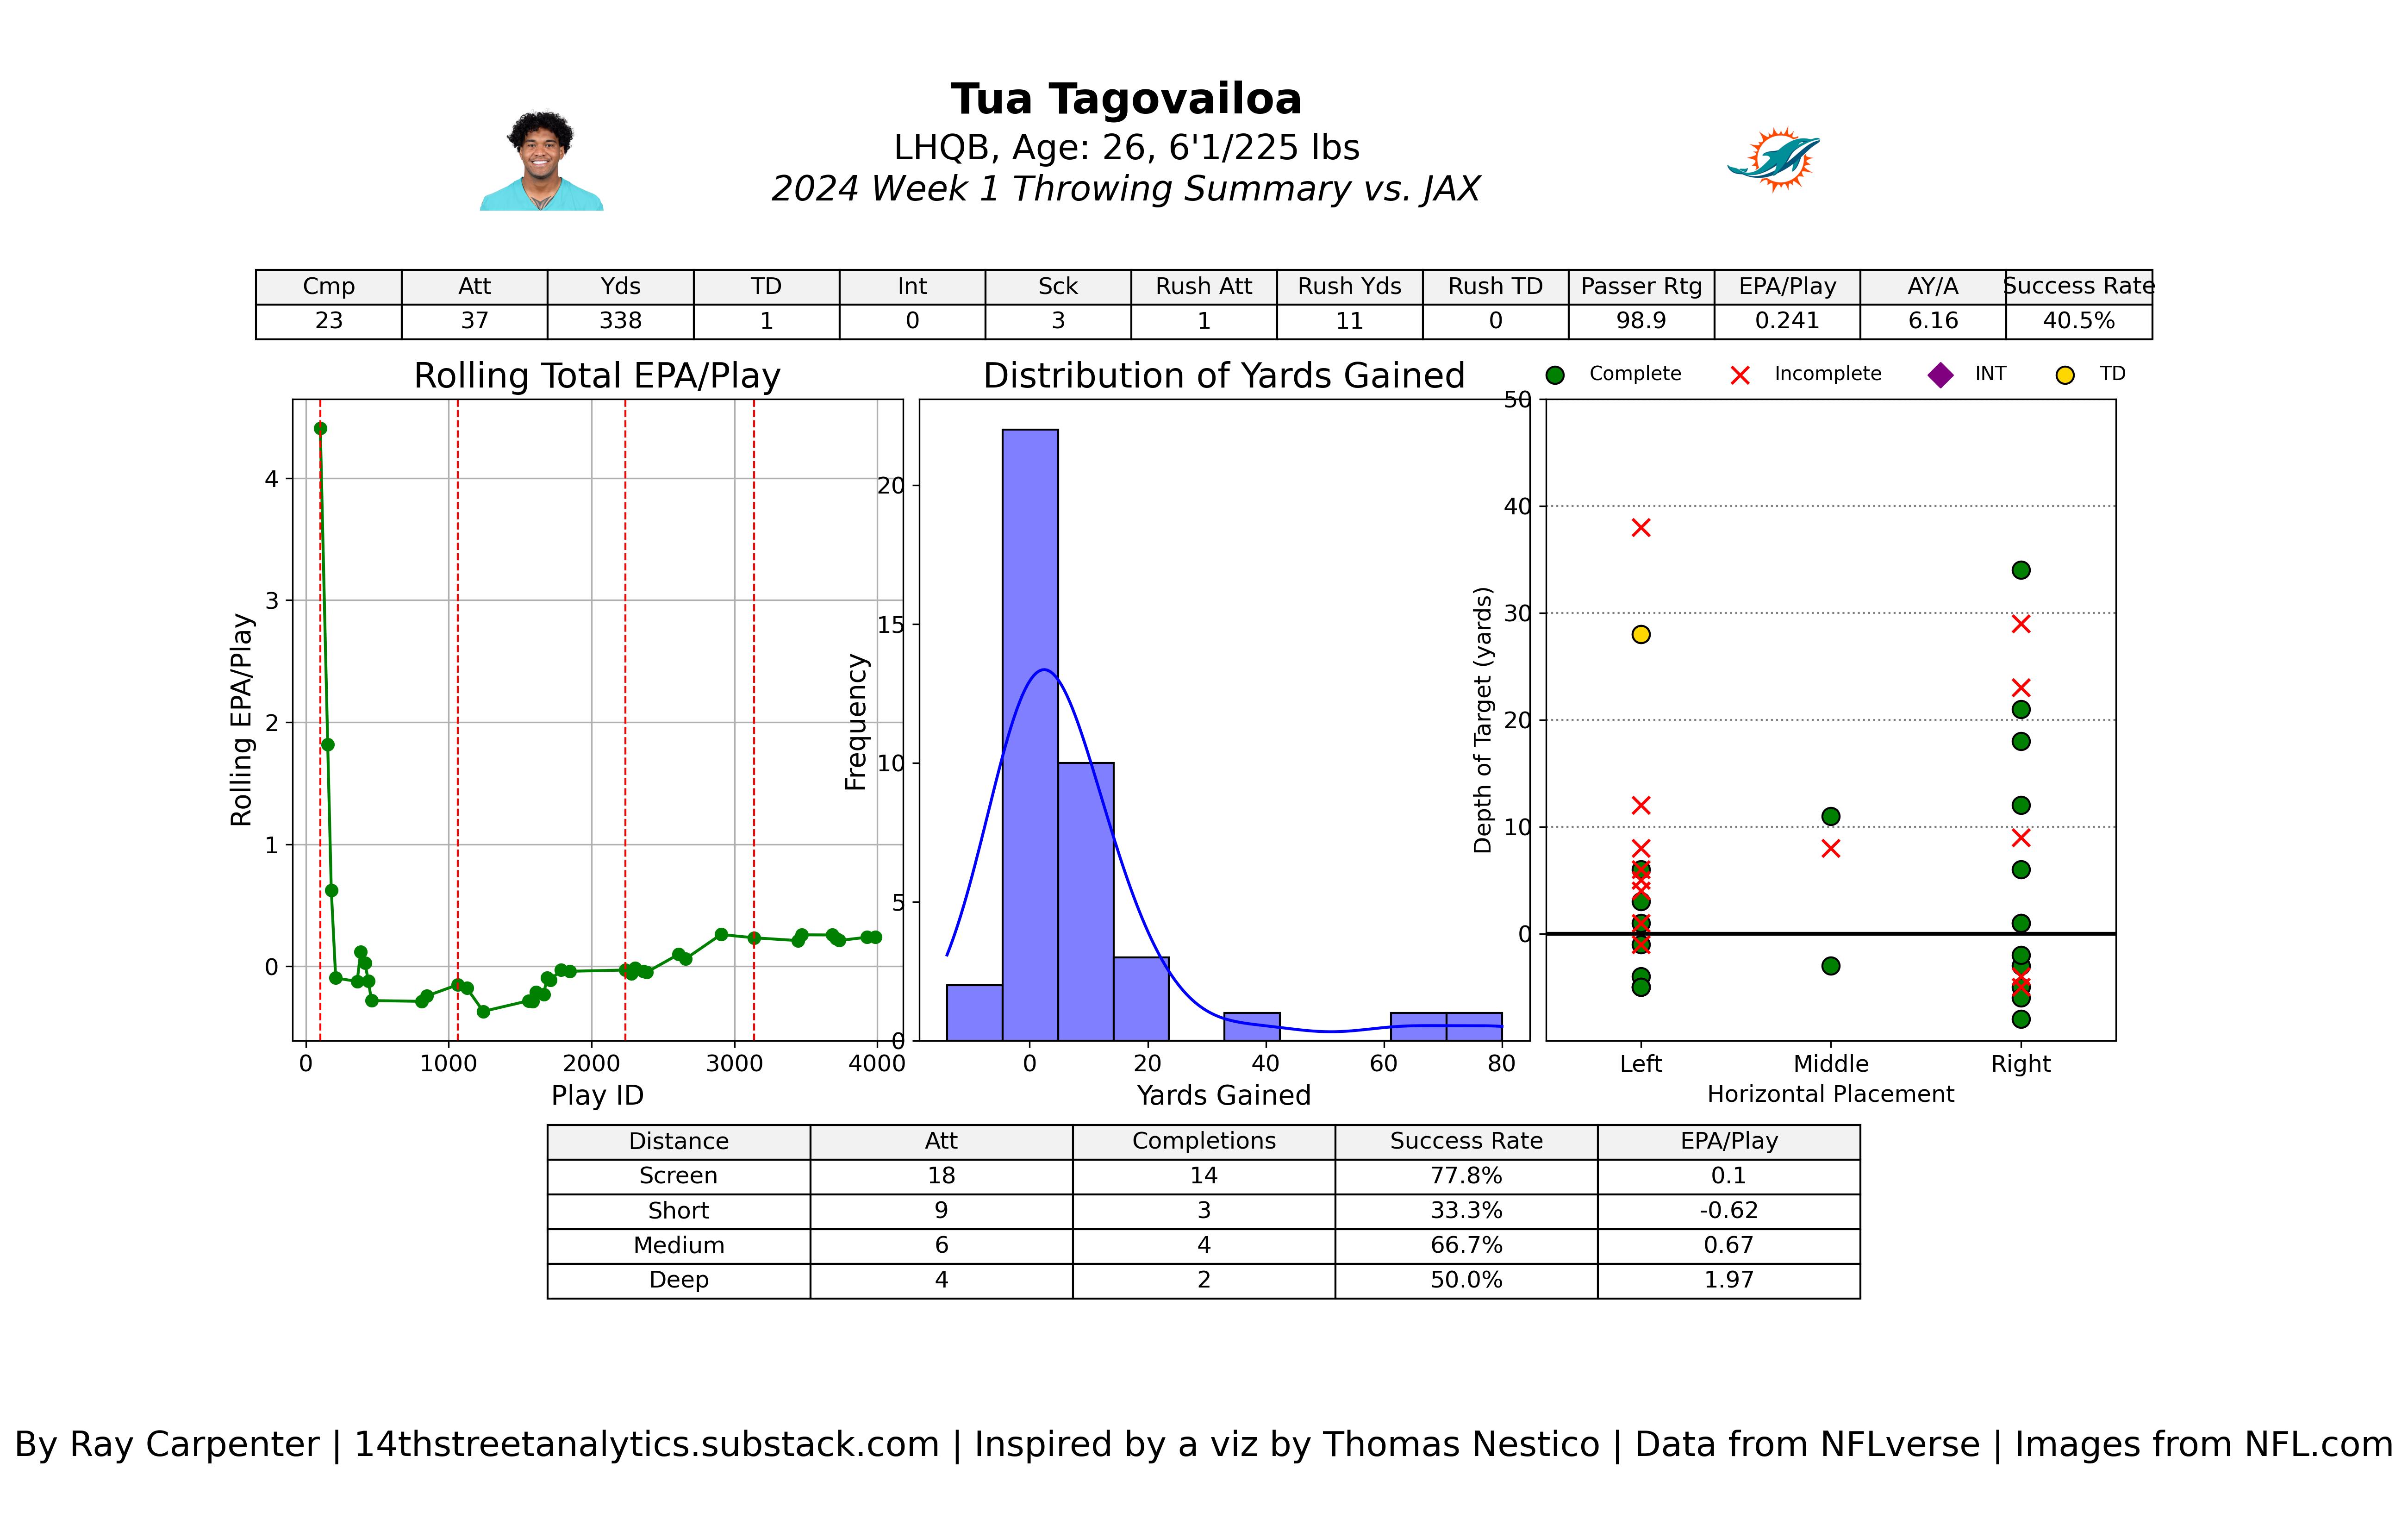 Tua Tagovailoa
LHQB, Age: 26, 6'1/225 lbs
2024 Week 1 Throwing Summary vs. JAX
Cmp Att Yds TD Int Sck Rush Att Rush Yds Rush TD Passer Rtg EPA/Play AY/A Success Rate
23 37 338 1 0 3 1 11 0 98.9 0.241 6.16 40.5%
Rolling Total EPA/Play
Rolling EPA/Play
4
3
2
1
0
0 1000 2000 3000 4000
Play ID
Distribution of Yards Gained
Frequency
20
15
10
5
0
0 20 40 60 80
Yards Gained
Complete Incomplete INT TD
Depth of Target (yards)
50
40
30
20
10
0
Left Middle Right
Horizontal Placement
Distance Att Completions Success Rate EPA/Play
Screen 18 14 77.8% 0.1
Short 9 3 33.3% -0.62
Medium 6 4 66.7% 0.67
Deep 4 2 50.0% 1.97
By Ray Carpenter | 14thstreetanalytics.substack.com | Inspired by a viz by Thomas Nestico | Data from NFLverse | Images from NFL.com